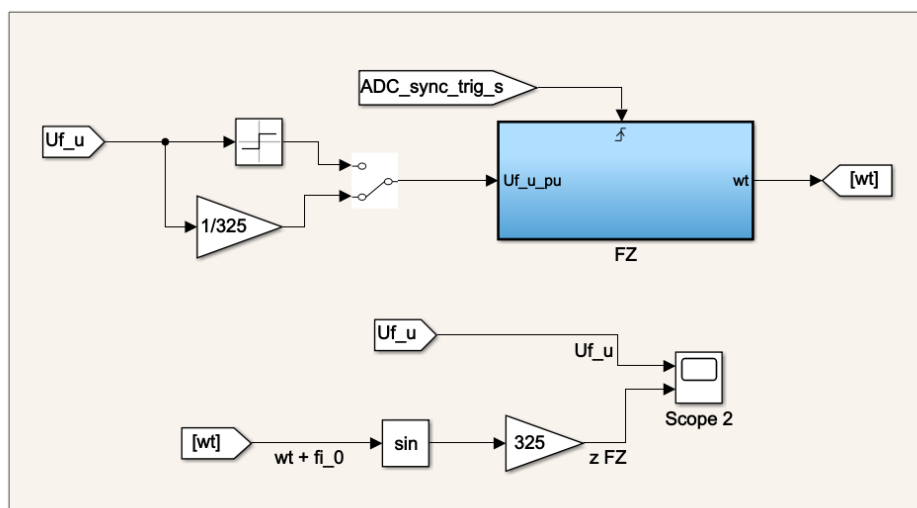 ADC_sync_trig_s
Uf_u
1/325
Uf_u_pu
wt
[wt]
FZ
Uf_u
Uf_u
Scope 2
[wt]
wt + fi_0
sin
325
z FZ